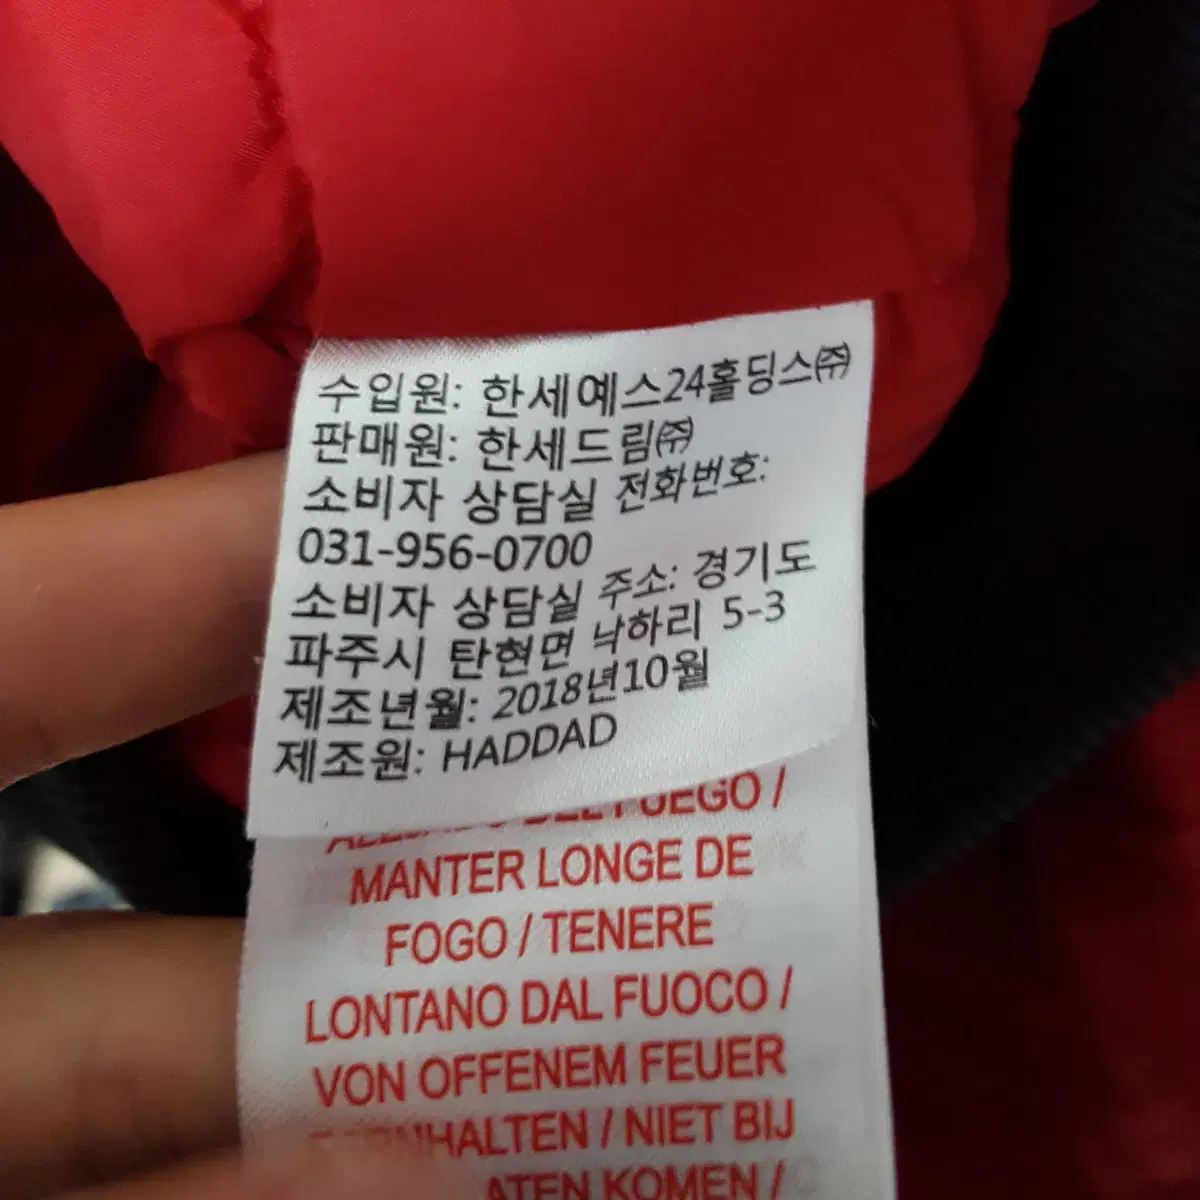 수입원: 한세예스24홀딩스㈜
판매원: 한세드림㈜
소비자 상담실 전화번호:
031-956-0700
소비자 상담실 주소: 경기도
파주시 탄현면 낙하리 5-3
제조년월: 2018년10월
제조원: HADDAD
FUEGO /
MANTER LONGE DE
FOGO / TENERE
LONTANO DAL FUOCO /
VON OFFENEM FEUER
/ NIET BIJ
KOMEN /